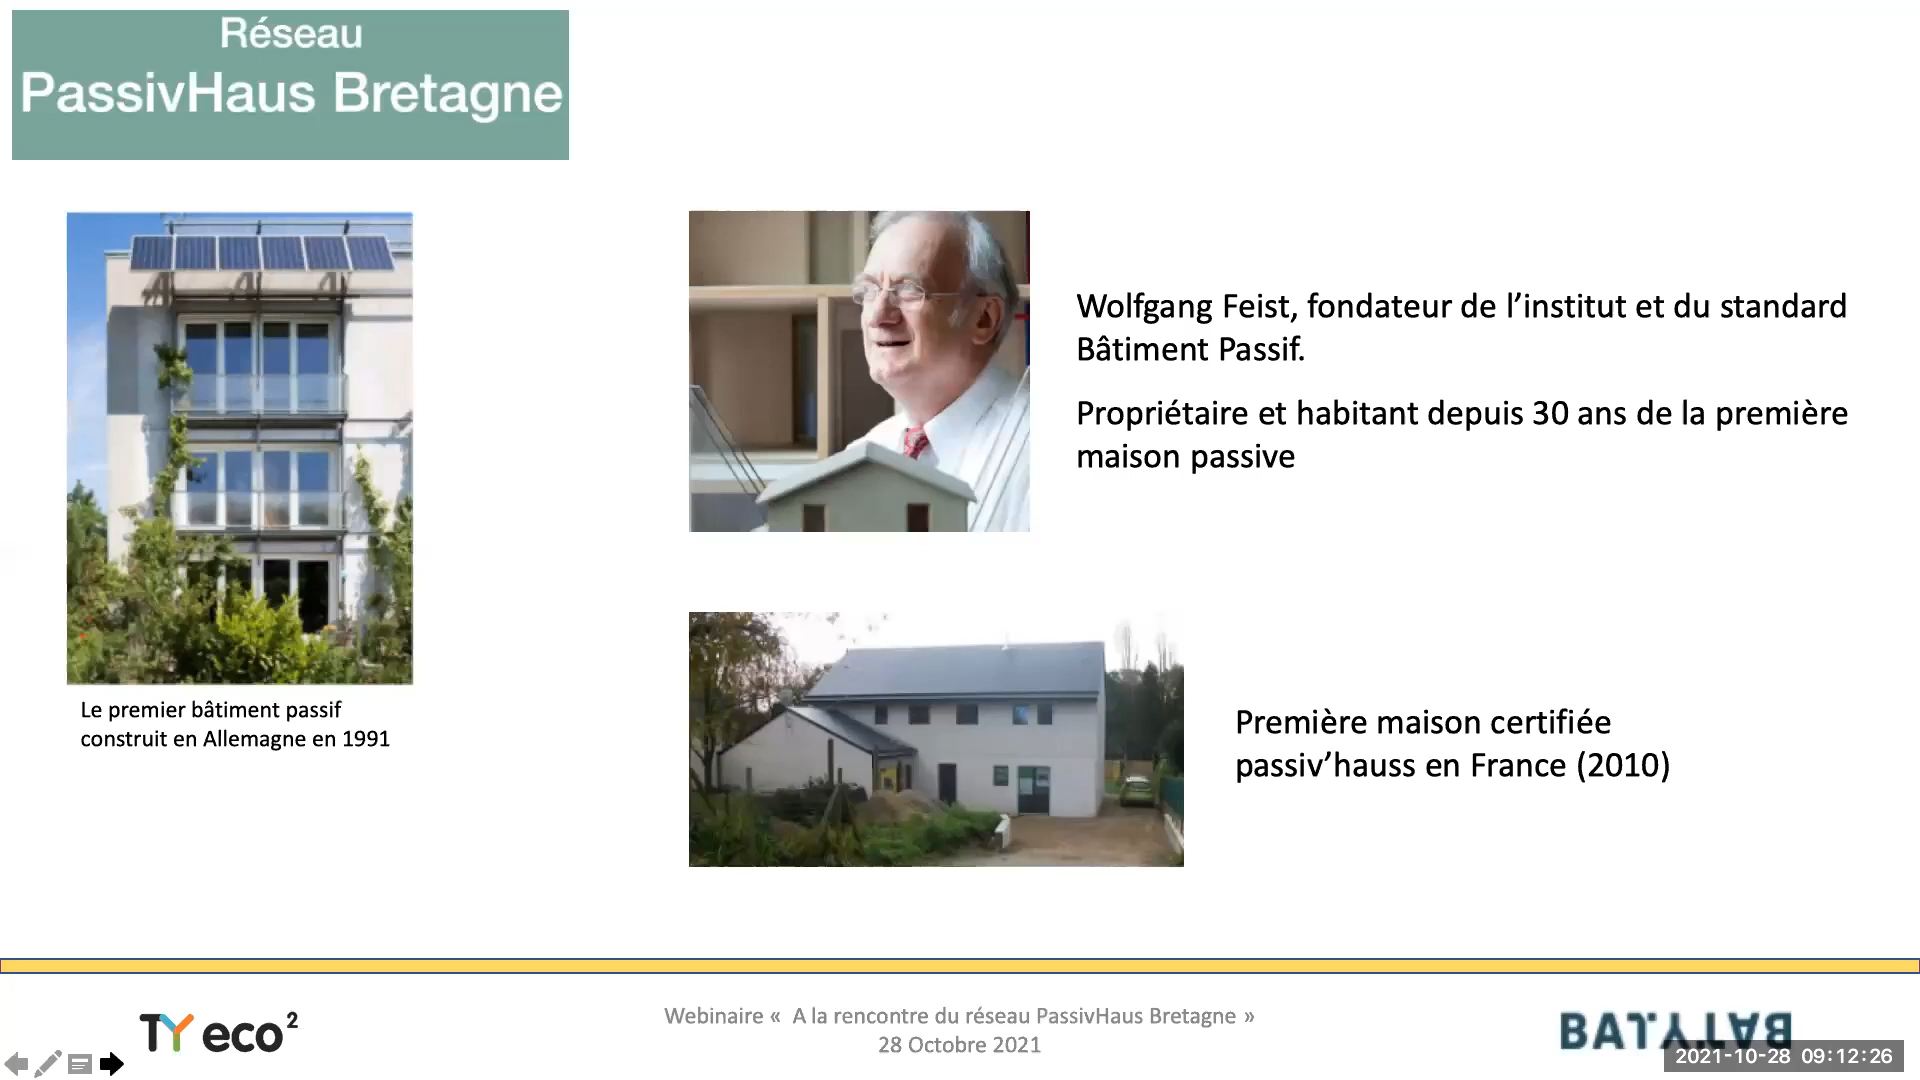 Réseau
PassivHaus Bretagne
Wolfgang Feist, fondateur de l’institut et du standard
Bâtiment Passif.
Propriétaire et habitant depuis 30 ans de la première
maison passive
Le premier bâtiment passif
construit en Allemagne en 1991
Première maison certifiée
passiv’hauss en France (2010)
TY eco²
Webinaire « A la rencontre du réseau PassivHaus Bretagne »
28 Octobre 2021
BATYLAB
2021-10-28 09:12:26